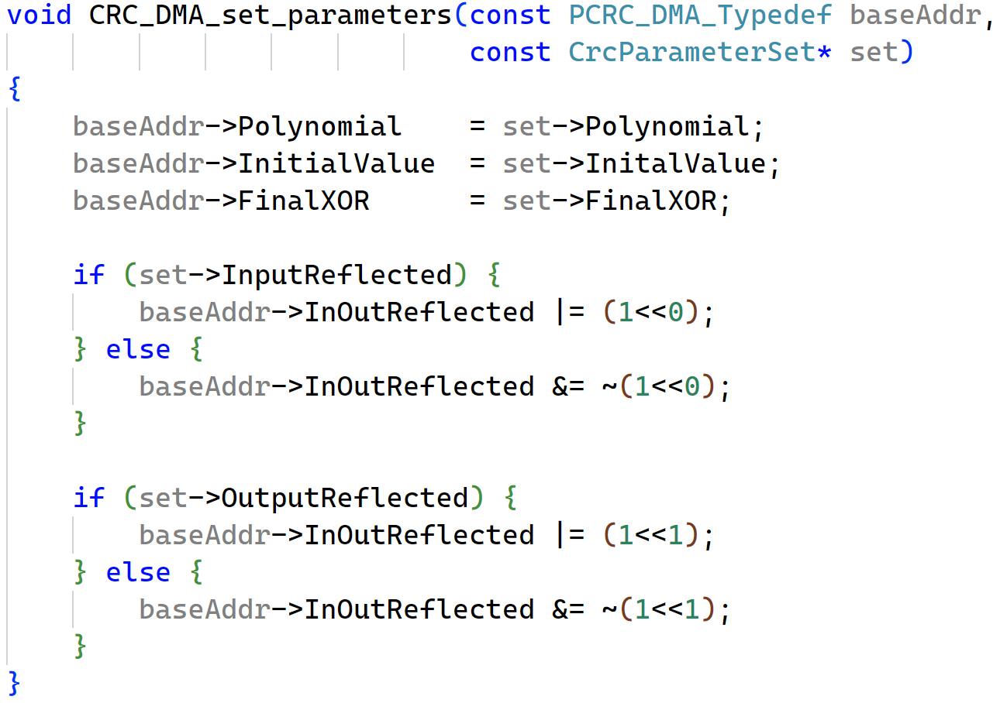 void CRC_DMA_set_parameters(const PCRC_DMA_Typedef baseAddr,
                            const CrcParameterSet* set)
{
    baseAddr->Polynomial    = set->Polynomial;
    baseAddr->InitialValue  = set->InitalValue;
    baseAddr->FinalXOR      = set->FinalXOR;

    if (set->InputReflected) {
        baseAddr->InOutReflected |= (1<<0);
    } else {
        baseAddr->InOutReflected &= ~(1<<0);
    }

    if (set->OutputReflected) {
        baseAddr->InOutReflected |= (1<<1);
    } else {
        baseAddr->InOutReflected &= ~(1<<1);
    }
}